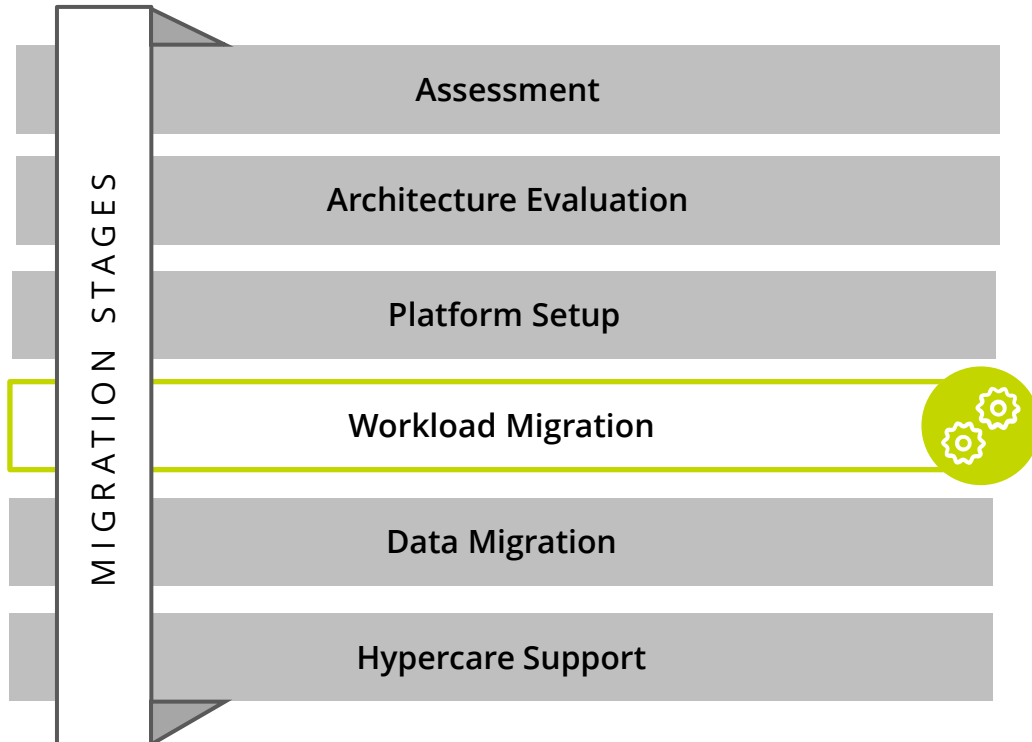 MIGRATION STAGES
Assessment
Architecture Evaluation
Platform Setup
Workload Migration
Data Migration
Hypercare Support